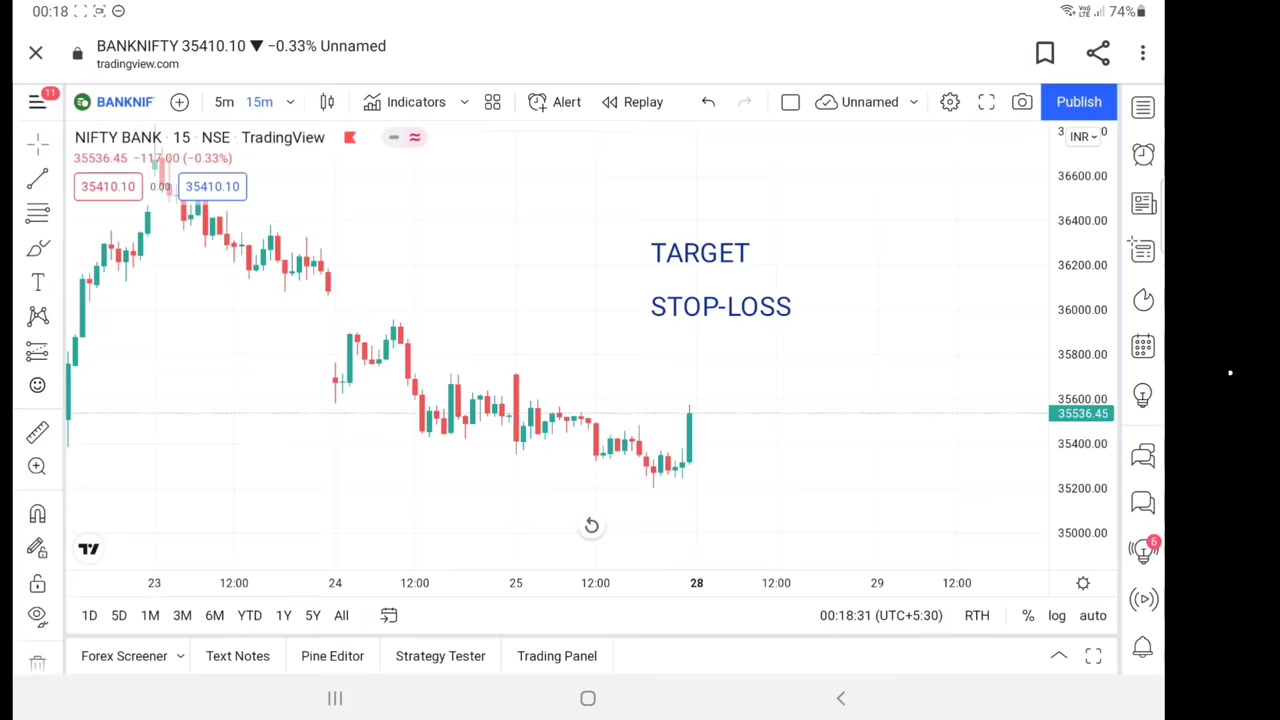 00:18 74%
BANKNIFTY 35410.10 ▼ −0.33% Unnamed
tradingview.com
11 BANKNIF 5m 15m Indicators Alert Replay Unnamed Publish
NIFTY BANK · 15 · NSE · TradingView
INR
35536.45 −117.00 (−0.33%)
35410.10 0.00 35410.10
36600.00
36400.00
TARGET
36200.00
STOP-LOSS
36000.00
35800.00
35600.00
35536.45
35400.00
35200.00
35000.00
6
23 12:00 24 12:00 25 12:00 28 12:00 29 12:00
1D 5D 1M 3M 6M YTD 1Y 5Y All 00:18:31 (UTC+5:30) RTH % log auto
Forex Screener Text Notes Pine Editor Strategy Tester Trading Panel